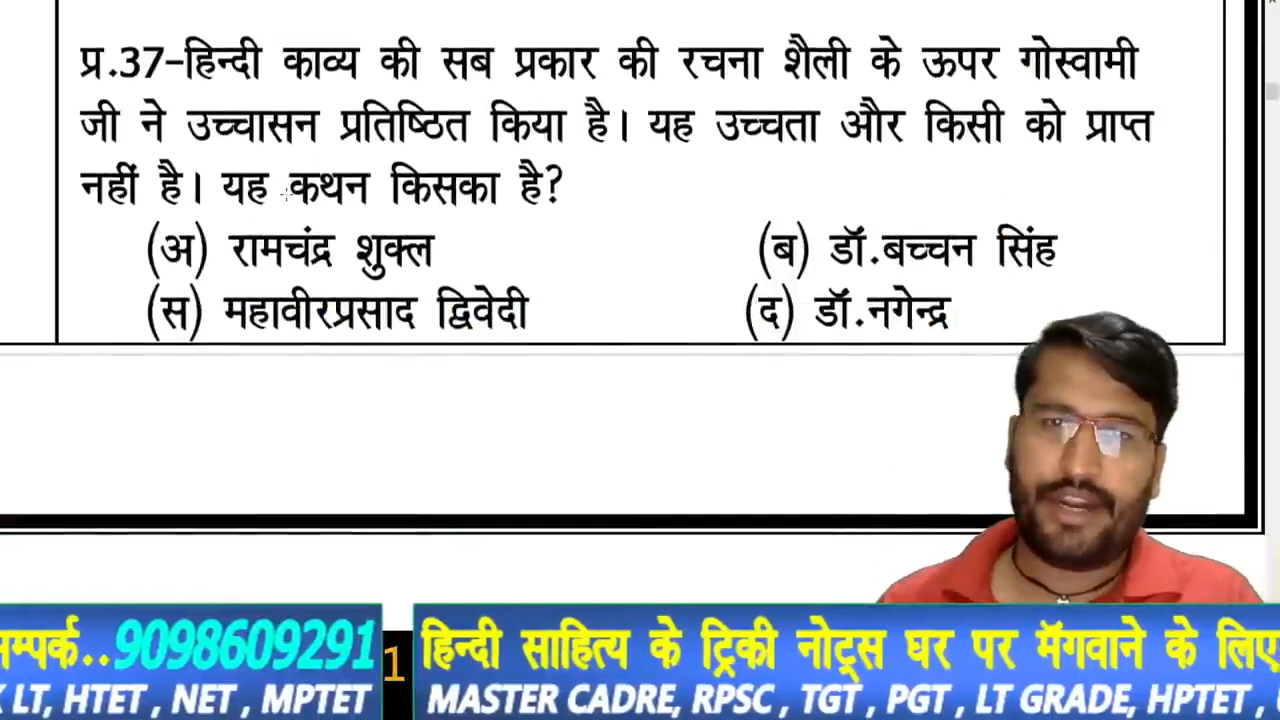 प्र.37-हिन्दी काव्य की सब प्रकार की रचना शैली के ऊपर गोस्वामी
जी ने उच्चासन प्रतिष्ठित किया है। यह उच्चता और किसी को प्राप्त
नहीं है। यह कथन किसका है?
(अ) रामचंद्र शुक्ल (ब) डॉ.बच्चन सिंह
(स) महावीरप्रसाद द्विवेदी (द) डॉ.नगेन्द्र
सम्पर्क..9098609291 1 हिन्दी साहित्य के ट्रिकी नोट्स घर पर मॅगवाने के लिए
LT, HTET , NET , MPTET MASTER CADRE, RPSC , TGT , PGT , LT GRADE, HPTET ,